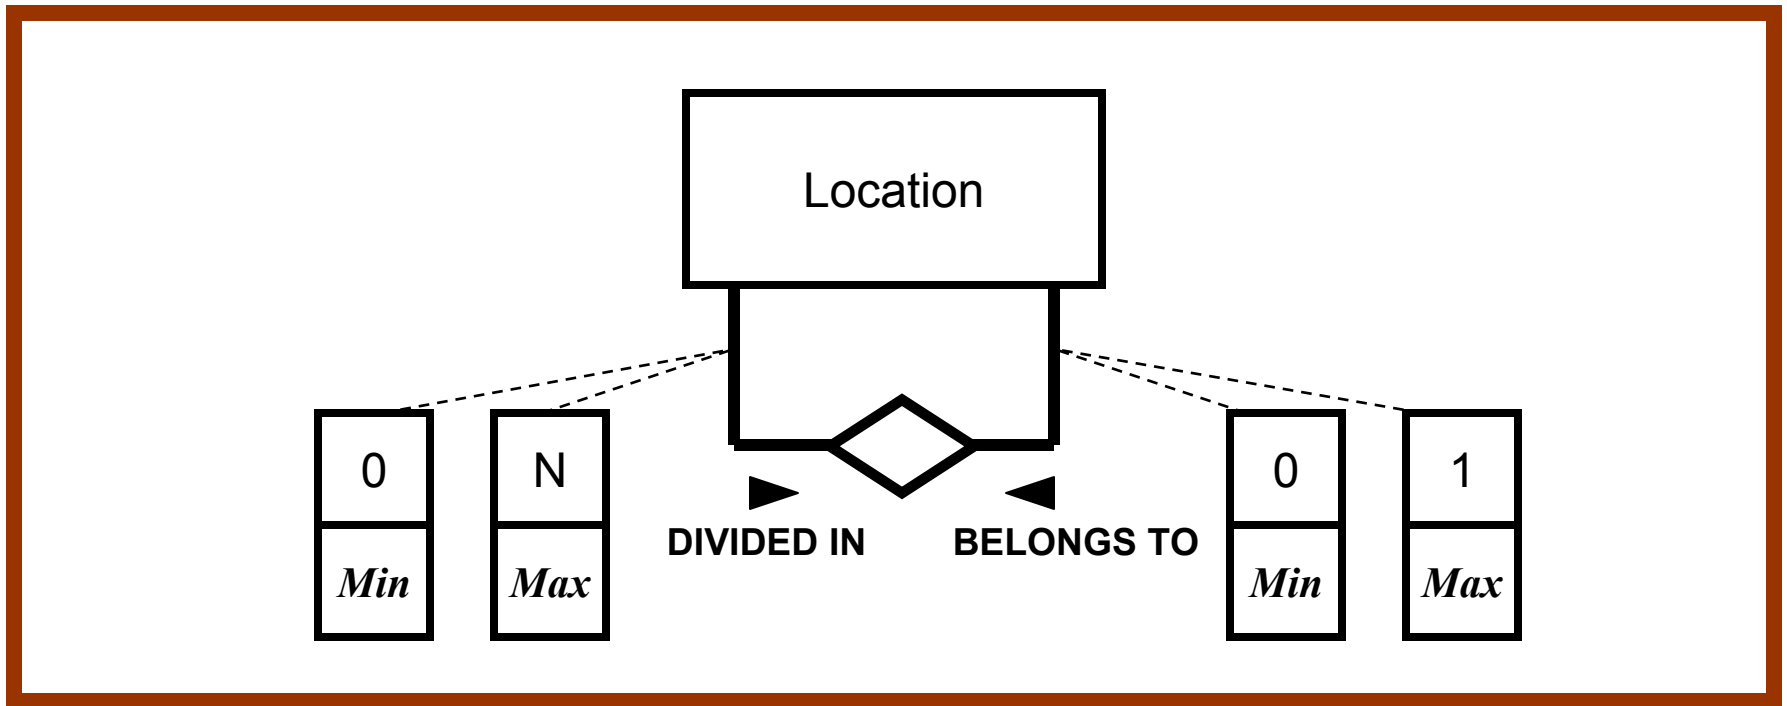 Location
0 N 0 1
DIVIDED IN BELONGS TO
Min Max Min Max